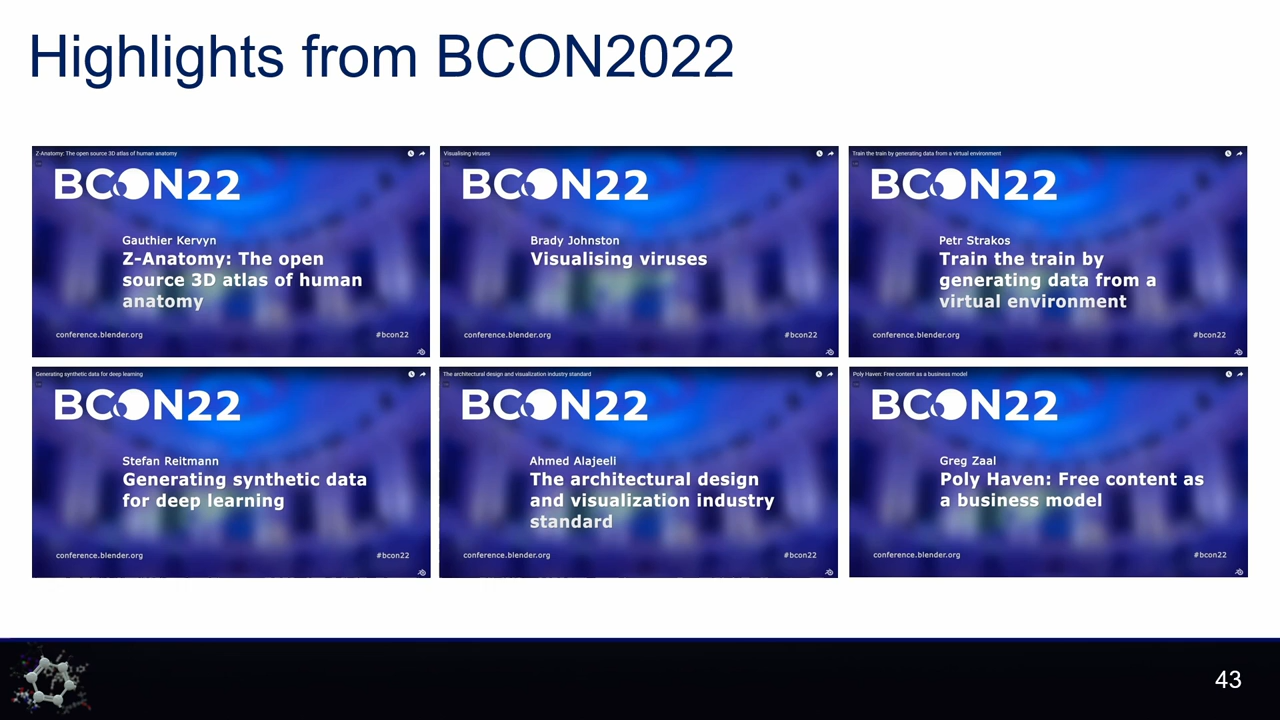 Highlights from BCON2022
Z-Anatomy: The open source 3D atlas of human anatomy
BCON22
Gauthier Kervyn
Z-Anatomy: The open
source 3D atlas of human
anatomy
conference.blender.org
#bcon22
Visualising viruses
BCON22
Brady Johnston
Visualising viruses
conference.blender.org
#bcon22
Train the train by generating data from a virtual environment
BCON22
Petr Strakos
Train the train by
generating data from a
virtual environment
conference.blender.org
#bcon22
Generating synthetic data for deep learning
BCON22
Stefan Reitmann
Generating synthetic data
for deep learning
conference.blender.org
#bcon22
The architectural design and visualization industry standard
BCON22
Ahmed Alajeeli
The architectural design
and visualization industry
standard
conference.blender.org
#bcon22
Poly Haven: Free content as a business model
BCON22
Greg Zaal
Poly Haven: Free content as
a business model
conference.blender.org
#bcon22
43